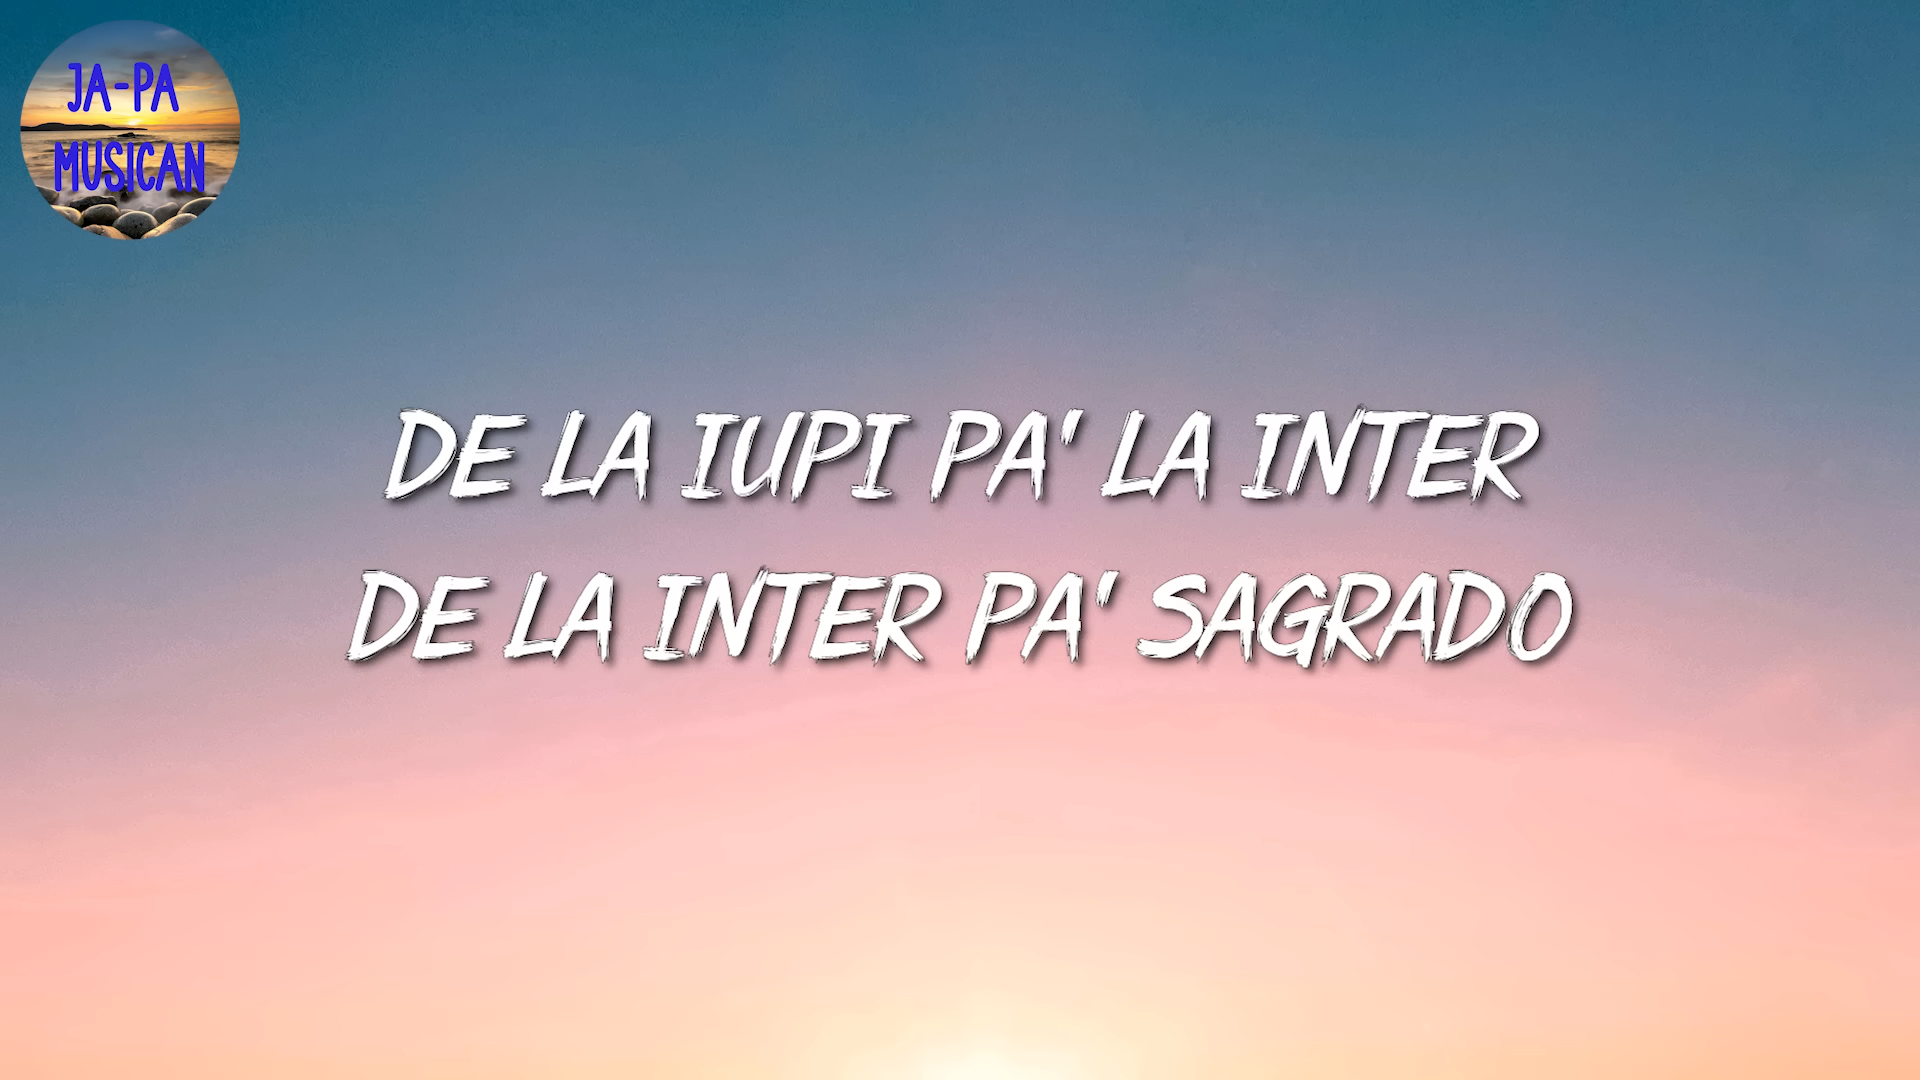 JA-PA
MUSICAN
DE LA IUPI PA' LA INTER
DE LA INTER PA' SAGRADO